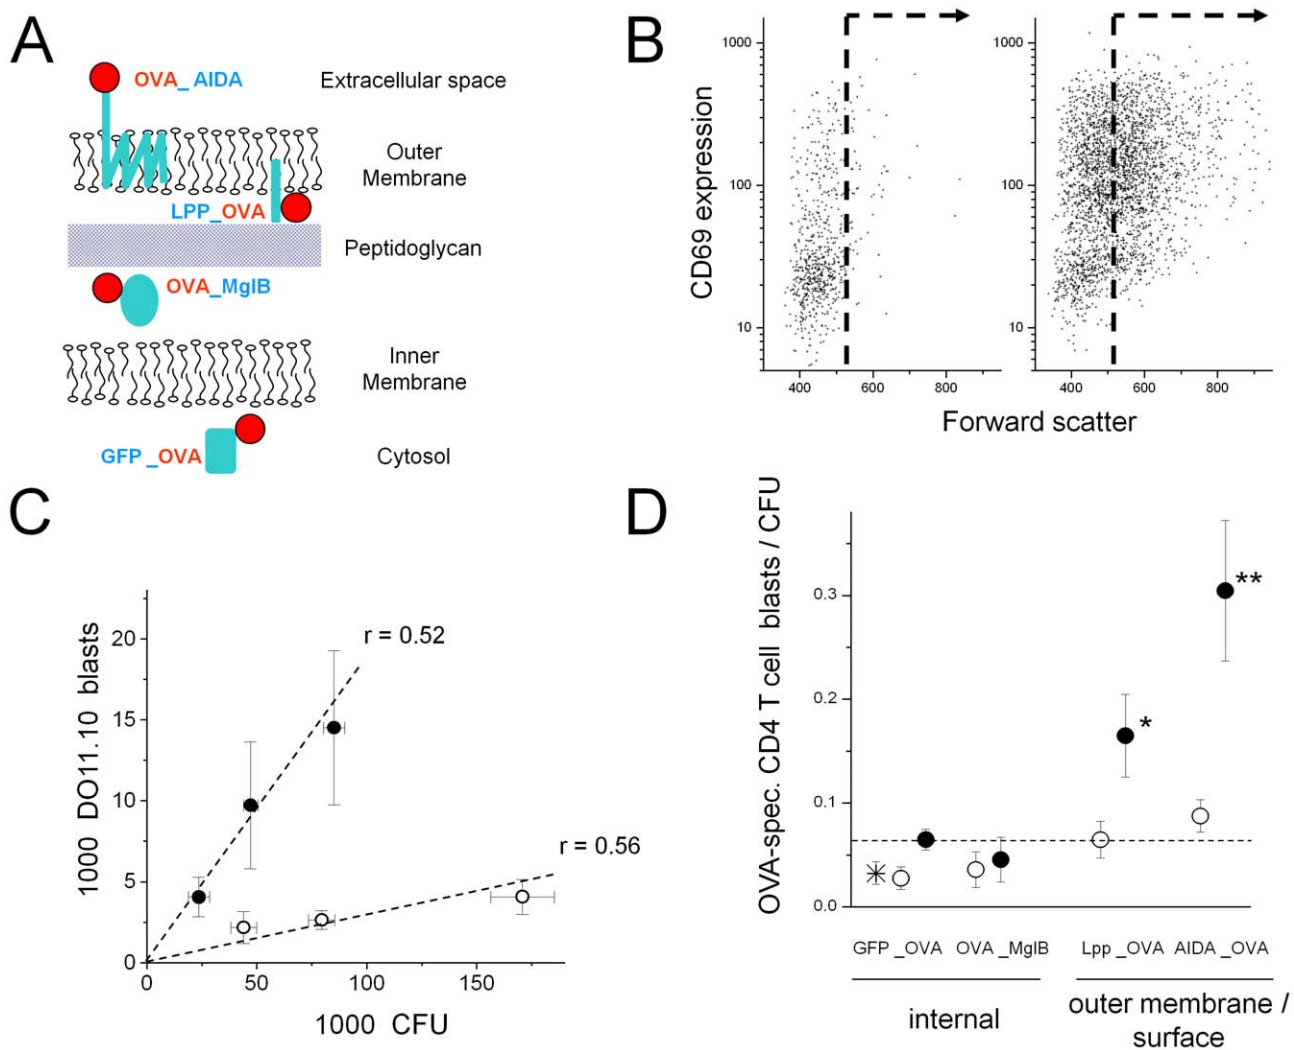 A
OVA_AIDA
Extracellular space
Outer
Membrane
LPP_OVA
Peptidoglycan
OVA_MglB
Inner
Membrane
GFP_OVA
Cytosol
B
CD69 expression
1000
100
10
400
600
800
400
600
800
Forward scatter
C
1000 DO11.10 blasts
20
15
10
5
0
r = 0.52
r = 0.56
0
50
100
150
1000 CFU
D
OVA-spec. CD4 T cell blasts / CFU
0.3
0.2
0.1
0.0
**
*
GFP_OVA
OVA_MglB
Lpp_OVA
AIDA_OVA
internal
outer membrane /
surface
1000
100
10